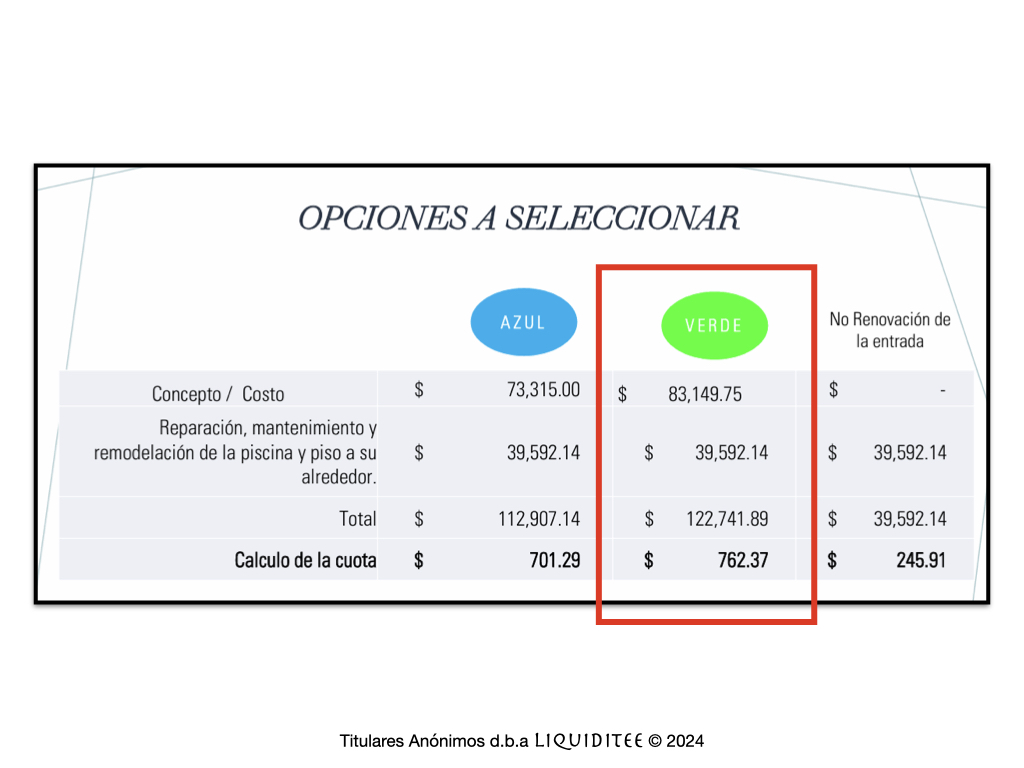 OPCIONES A SELECCIONAR
AZUL
VERDE
No Renovación de
la entrada
Concepto / Costo $ 73,315.00 $ 83,149.75 $ -
Reparación, mantenimiento y
remodelación de la piscina y piso a su $ 39,592.14 $ 39,592.14 $ 39,592.14
alrededor.
Total $ 112,907.14 $ 122,741.89 $ 39,592.14
Calculo de la cuota $ 701.29 $ 762.37 $ 245.91
Titulares Anónimos d.b.a LIQUIDITEE © 2024